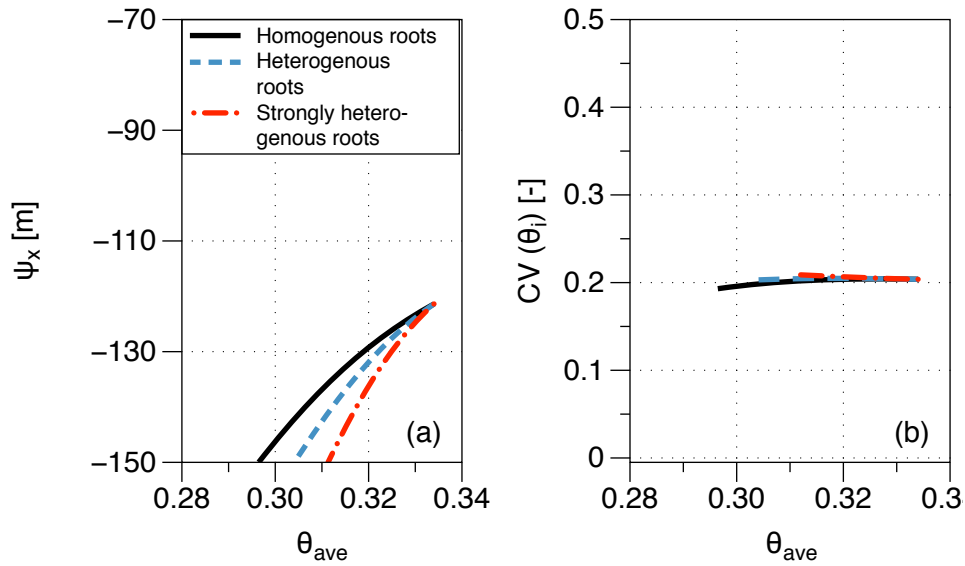 −70
−90
−110
−130
−150
ψx [m]
Homogenous roots
Heterogenous
roots
Strongly hetero-
genous roots
(a)
0.28
0.30
0.32
0.34
θave
0.5
0.4
0.3
0.2
0.1
0
CV (θi) [-]
(b)
0.28
0.30
0.32
θave